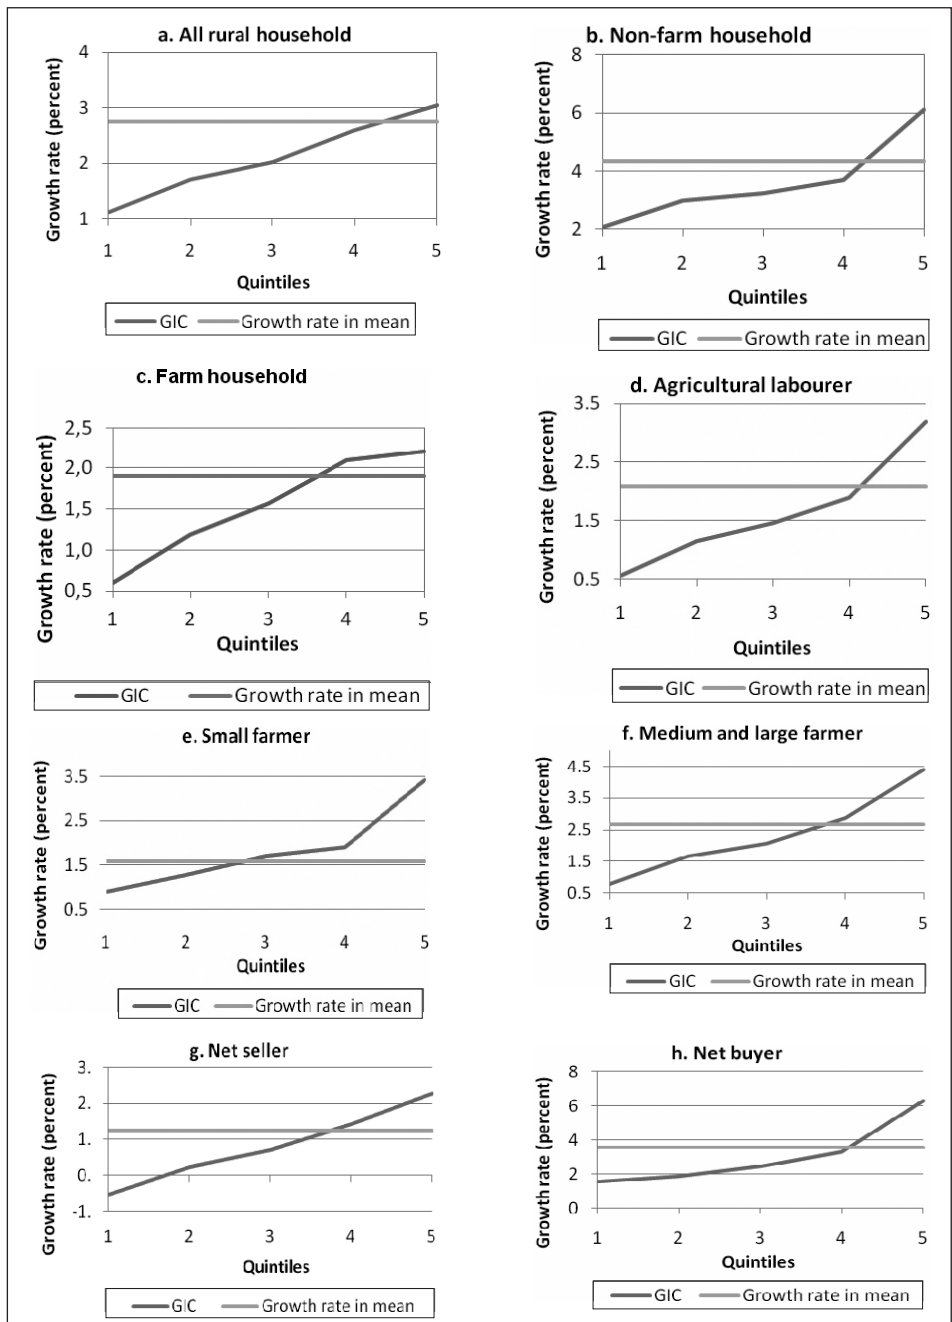 a. All rural household
Growth rate (percent)
4
3
2
1
1 2 3 4 5
Quintiles
GIC Growth rate in mean
b. Non-farm household
Growth rate (percent)
8
6
4
2
1 2 3 4 5
Quintiles
GIC Growth rate in mean
c. Farm household
Growth rate (percent)
2,5
2,0
1,5
1,0
0,5
1 2 3 4 5
Quintiles
GIC Growth rate in mean
d. Agricultural labourer
Growth rate (percent)
3.5
2.5
1.5
0.5
1 2 3 4 5
Quintiles
GIC Growth rate in mean
e. Small farmer
Growth rate (percent)
3.5
2.5
1.5
0.5
1 2 3 4 5
Quintiles
GIC Growth rate in mean
f. Medium and large farmer
Growth rate (percent)
4.5
3.5
2.5
1.5
0.5
1 2 3 4 5
Quintiles
GIC Growth rate in mean
g. Net seller
Growth rate (percent)
3.
2.
1.
0.
-1.
1 2 3 4 5
Quintiles
GIC Growth rate in mean
h. Net buyer
Growth rate (percent)
8
6
4
2
0
1 2 3 4 5
Quintiles
GIC Growth rate in mean